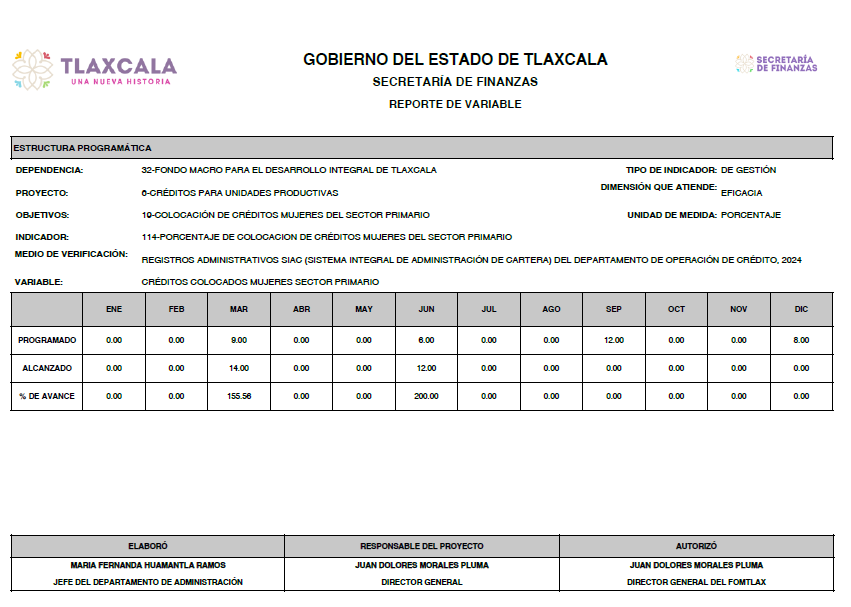 TLAXCALA
UNA NUEVA HISTORIA
GOBIERNO DEL ESTADO DE TLAXCALA
SECRETARÍA DE FINANZAS
REPORTE DE VARIABLE
SECRETARÍA
DE FINANZAS
ESTRUCTURA PROGRAMÁTICA
DEPENDENCIA: 32-FONDO MACRO PARA EL DESARROLLO INTEGRAL DE TLAXCALA TIPO DE INDICADOR: DE GESTIÓN
PROYECTO: 6-CRÉDITOS PARA UNIDADES PRODUCTIVAS DIMENSIÓN QUE ATIENDE: EFICACIA
OBJETIVOS: 19-COLOCACIÓN DE CRÉDITOS MUJERES DEL SECTOR PRIMARIO UNIDAD DE MEDIDA: PORCENTAJE
INDICADOR: 114-PORCENTAJE DE COLOCACION DE CRÉDITOS MUJERES DEL SECTOR PRIMARIO
MEDIO DE VERIFICACIÓN: REGISTROS ADMINISTRATIVOS SIAC (SISTEMA INTEGRAL DE ADMINISTRACIÓN DE CARTERA) DEL DEPARTAMENTO DE OPERACIÓN DE CRÉDITO, 2024
VARIABLE: CRÉDITOS COLOCADOS MUJERES SECTOR PRIMARIO
ENE FEB MAR ABR MAY JUN JUL AGO SEP OCT NOV DIC
PROGRAMADO 0.00 0.00 9.00 0.00 0.00 6.00 0.00 0.00 12.00 0.00 0.00 8.00
ALCANZADO 0.00 0.00 14.00 0.00 0.00 12.00 0.00 0.00 0.00 0.00 0.00 0.00
% DE AVANCE 0.00 0.00 155.56 0.00 0.00 200.00 0.00 0.00 0.00 0.00 0.00 0.00
ELABORÓ RESPONSABLE DEL PROYECTO AUTORIZÓ
MARIA FERNANDA HUAMANTLA RAMOS JUAN DOLORES MORALES PLUMA JUAN DOLORES MORALES PLUMA
JEFE DEL DEPARTAMENTO DE ADMINISTRACIÓN DIRECTOR GENERAL DIRECTOR GENERAL DEL FOMTLAX